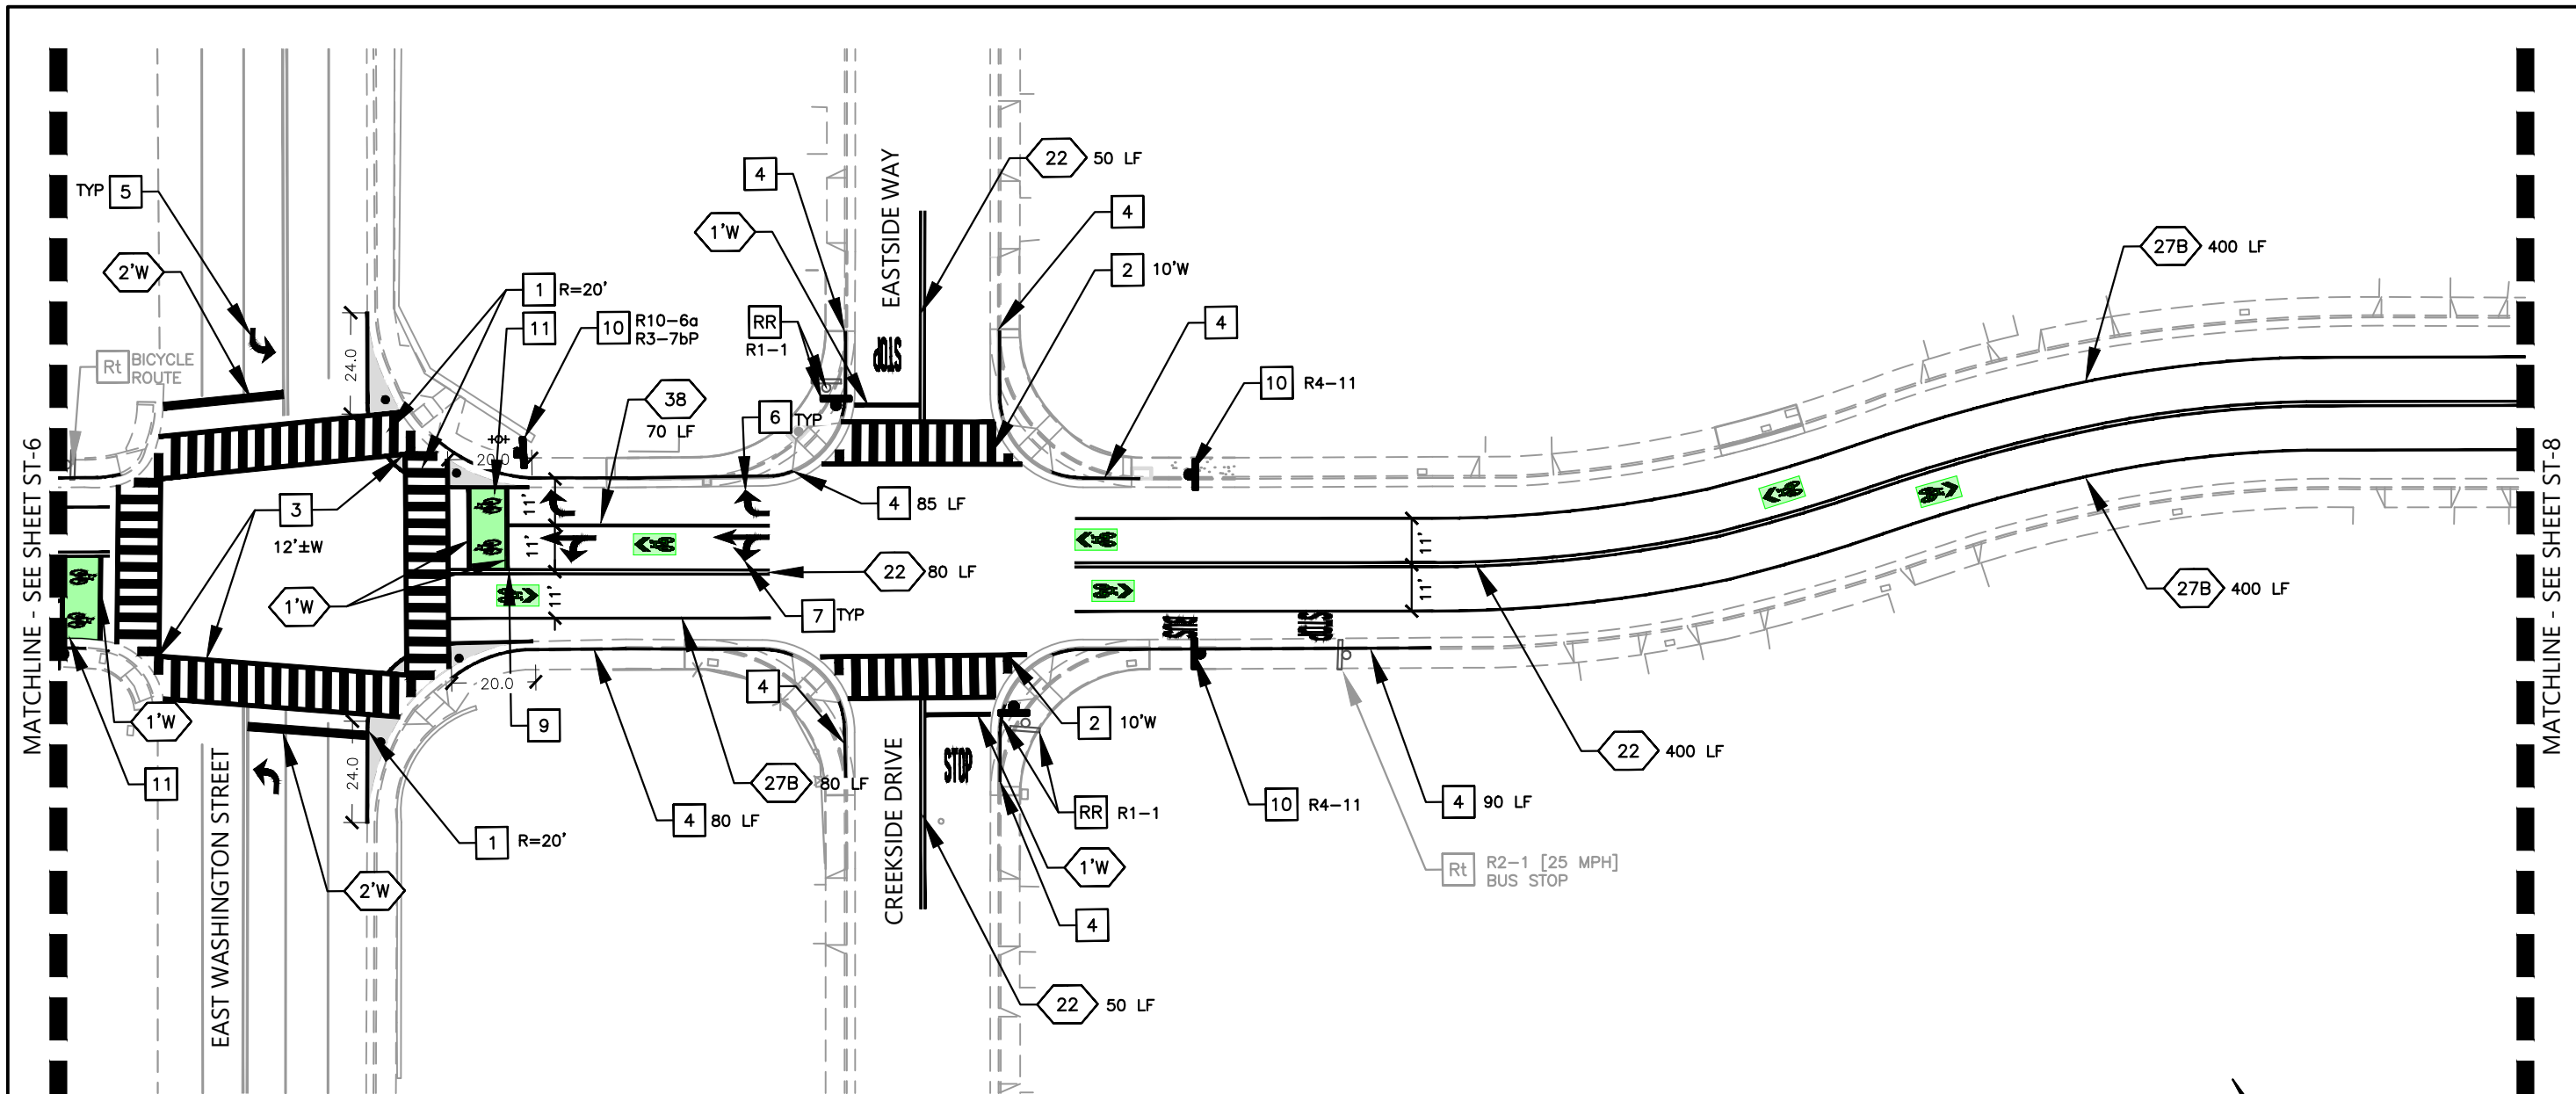 MATCHLINE - SEE SHEET ST-6
TYP 5
2'W
Rt BICYCLE
ROUTE
24.0
1 R=20'
11
10 R10-6a
R3-7bP
20.0
3
12'±W
1'W
1'W
11
EAST WASHINGTON STREET
24.0
2'W
1 R=20'
20.0
9
4 80 LF
27B 80 LF
38
70 LF
6 TYP
11'
11'
11'
7 TYP
22 80 LF
4 85 LF
4
1'W
RR
R1-1
EASTSIDE WAY
STOP
22 50 LF
4
2 10'W
4
10 R4-11
4
CREEKSIDE DRIVE
STOP
2 10'W
RR R1-1
1'W
4
22 50 LF
BUS
STOP
10 R4-11
4 90 LF
Rt R2-1 [25 MPH]
BUS STOP
11'
11'
22 400 LF
27B 400 LF
27B 400 LF
MATCHLINE - SEE SHEET ST-8